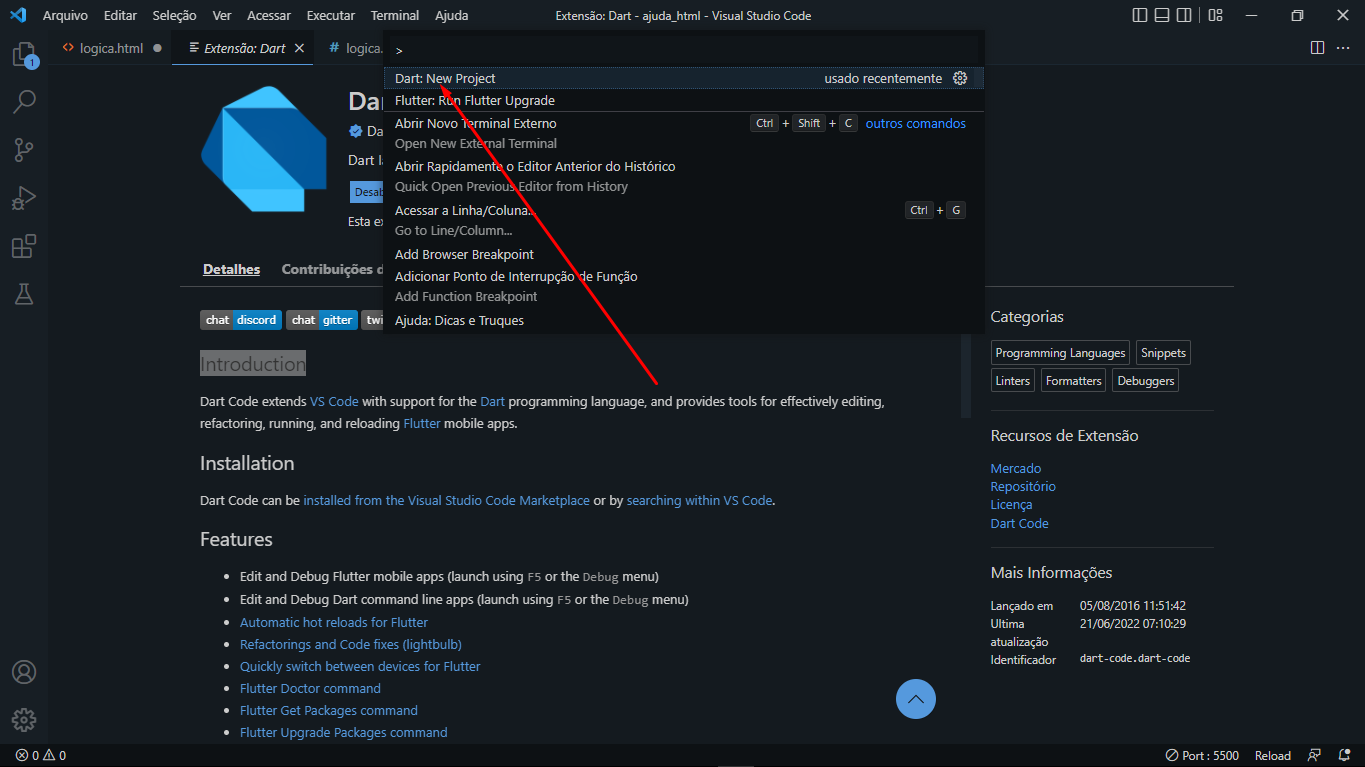 Arquivo Editar Seleção Ver Acessar Executar Terminal Ajuda Extensão: Dart - ajuda_html - Visual Studio Code
logica.html Extensão: Dart logica.
>
Dart: New Project usado recentemente
Flutter: Run Flutter Upgrade
Abrir Novo Terminal Externo Ctrl + Shift + C outros comandos
Open New External Terminal
Abrir Rapidamente o Editor Anterior do Histórico
Quick Open Previous Editor from History
Acessar a Linha/Coluna... Ctrl + G
Go to Line/Column...
Add Browser Breakpoint
Adicionar Ponto de Interrupção de Função
Add Function Breakpoint
Ajuda: Dicas e Truques
1
Da
Da
Dart l
Desab
Esta ex
Detalhes Contribuições d
chat discord chat gitter twi
Introduction
Dart Code extends VS Code with support for the Dart programming language, and provides tools for effectively editing,
refactoring, running, and reloading Flutter mobile apps.
Installation
Dart Code can be installed from the Visual Studio Code Marketplace or by searching within VS Code.
Features
Edit and Debug Flutter mobile apps (launch using F5 or the Debug menu)
Edit and Debug Dart command line apps (launch using F5 or the Debug menu)
Automatic hot reloads for Flutter
Refactorings and Code fixes (lightbulb)
Quickly switch between devices for Flutter
Flutter Doctor command
Flutter Get Packages command
Flutter Upgrade Packages command
Categorias
Programming Languages Snippets
Linters Formatters Debuggers
Recursos de Extensão
Mercado
Repositório
Licença
Dart Code
Mais Informações
Lançado em 05/08/2016 11:51:42
Ultima 21/06/2022 07:10:29
atualização
Identificador dart-code.dart-code
0 0 Port : 5500 Reload